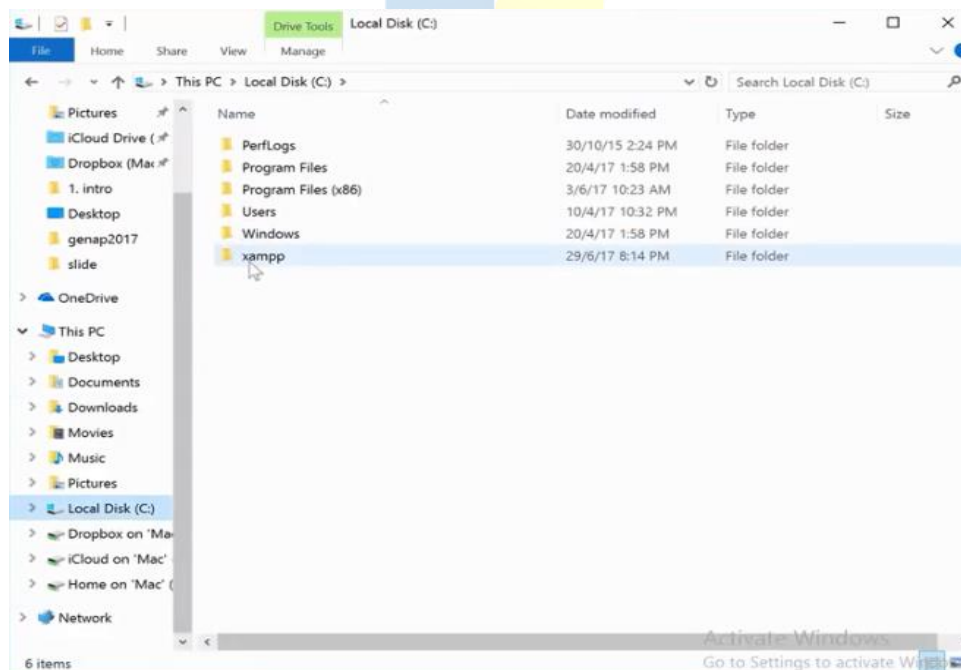 Drive Tools Local Disk (C:)
File Home Share View Manage
This PC > Local Disk (C:) > Search Local Disk (C:)
Name Date modified Type Size
Pictures
iCloud Drive (
Dropbox (Mac
1. intro
Desktop
genap2017
slide
OneDrive
This PC
Desktop
Documents
Downloads
Movies
Music
Pictures
Local Disk (C:)
Dropbox on 'Ma
iCloud on 'Mac'
Home on 'Mac' (
Network
PerfLogs 30/10/15 2:24 PM File folder
Program Files 20/4/17 1:58 PM File folder
Program Files (x86) 3/6/17 10:23 AM File folder
Users 10/4/17 10:32 PM File folder
Windows 20/4/17 1:58 PM File folder
xampp 29/6/17 8:14 PM File folder
Activate Windows
Go to Settings to activate Windows
6 items